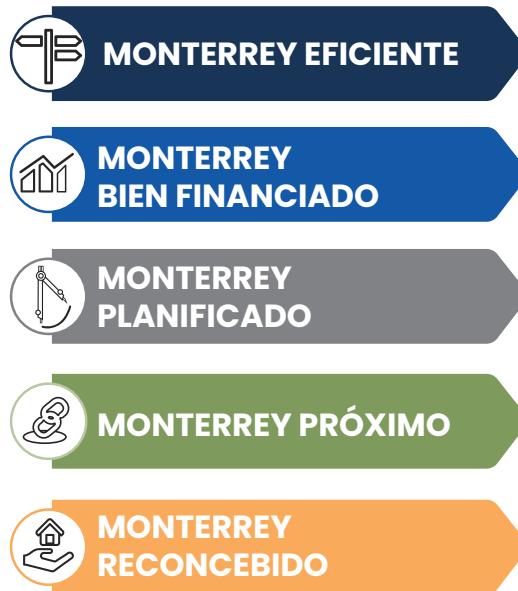 MONTERREY EFICIENTE
MONTERREY
BIEN FINANCIADO
MONTERREY
PLANIFICADO
MONTERREY PRÓXIMO
MONTERREY
RECONCEBIDO